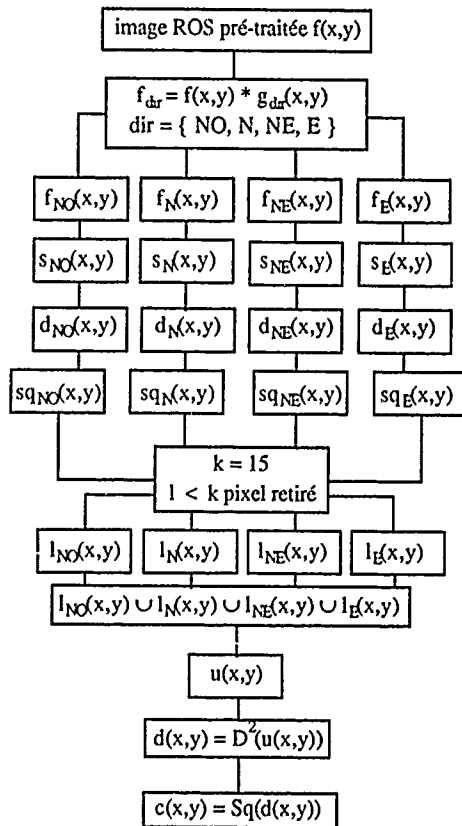 image ROS pré-traitée f(x,y)
f_dir = f(x,y) * g_dir(x,y)
dir = { NO, N, NE, E }
f_NO(x,y) f_N(x,y) f_NE(x,y) f_E(x,y)
s_NO(x,y) s_N(x,y) s_NE(x,y) s_E(x,y)
d_NO(x,y) d_N(x,y) d_NE(x,y) d_E(x,y)
sq_NO(x,y) sq_N(x,y) sq_NE(x,y) sq_E(x,y)
k = 15
l < k pixel retiré
l_NO(x,y) l_N(x,y) l_NE(x,y) l_E(x,y)
l_NO(x,y) ∪ l_N(x,y) ∪ l_NE(x,y) ∪ l_E(x,y)
u(x,y)
d(x,y) = D²(u(x,y))
c(x,y) = Sq(d(x,y))